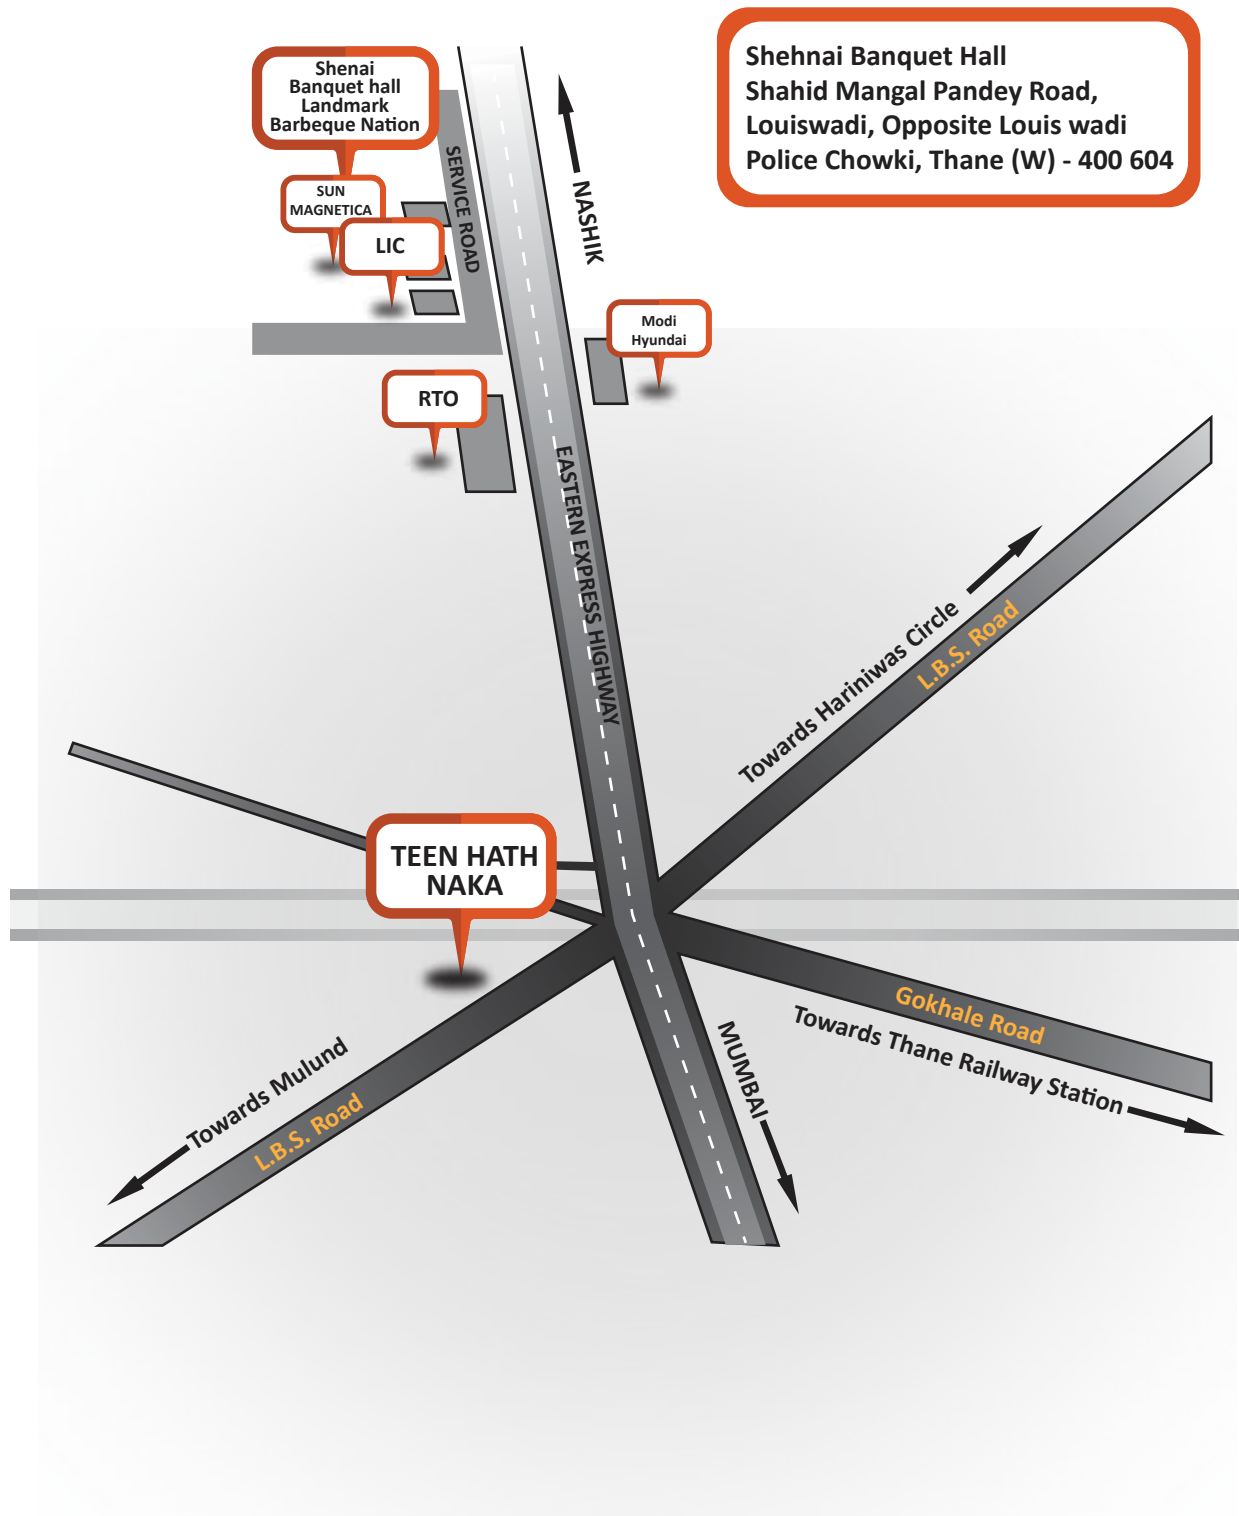 Shehnai Banquet Hall
Shahid Mangal Pandey Road,
Louiswadi, Opposite Louis wadi
Police Chowki, Thane (W) - 400 604
Shenai
Banquet hall
Landmark
Barbeque Nation
SERVICE ROAD
NASHIK
SUN
MAGNETICA
LIC
Modi
Hyundai
RTO
EASTERN EXPRESS HIGHWAY
Towards Hariniwas Circle
L.B.S. Road
TEEN HATH
NAKA
Gokhale Road
Towards Thane Railway Station
MUMBAI
Towards Mulund
L.B.S. Road